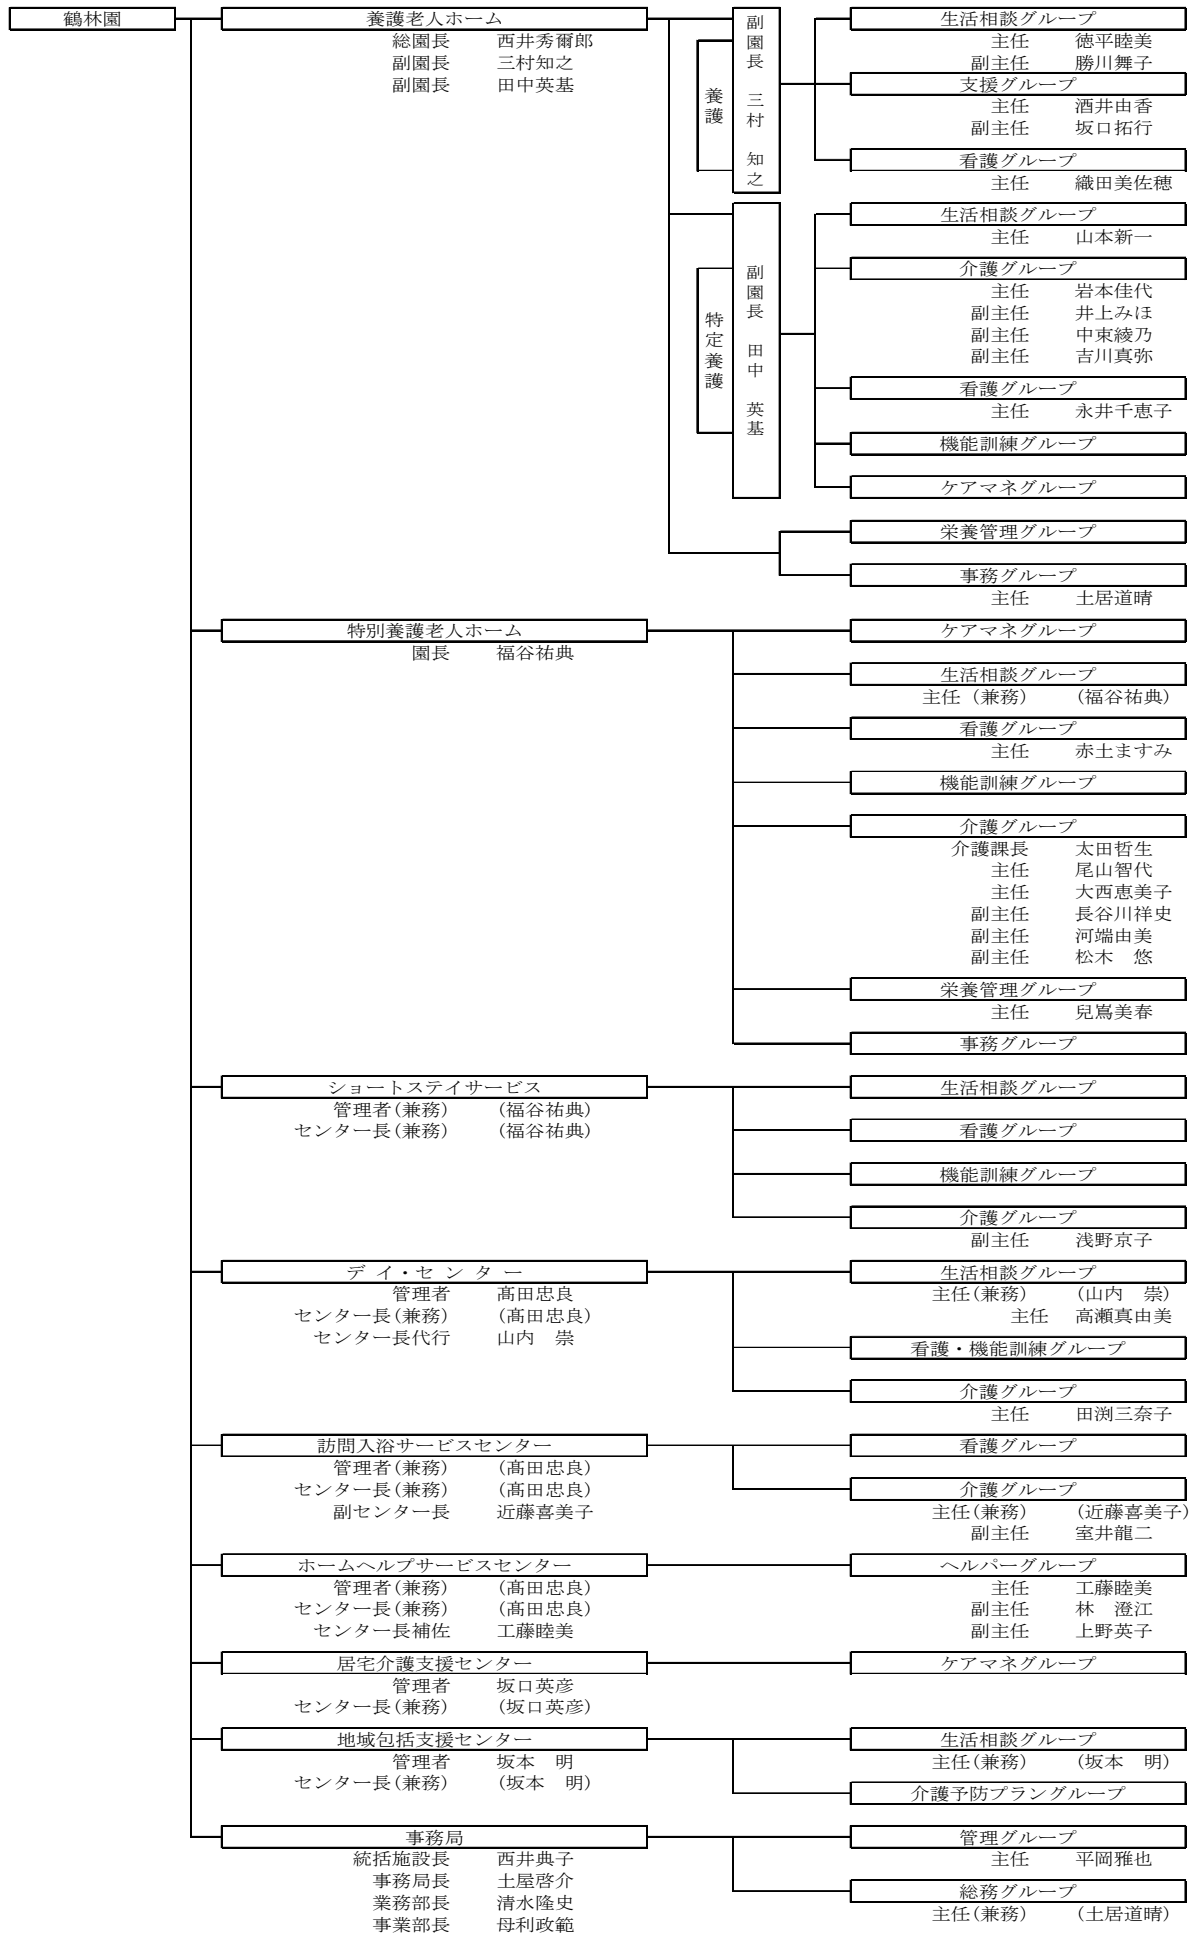 鶴林園
養護老人ホーム
総園長 西井秀爾郎
副園長 三村知之
副園長 田中英基
養護
副園長 三村 知之
生活相談グループ
主任 徳平睦美
副主任 勝川舞子
支援グループ
主任 酒井由香
副主任 坂口拓行
看護グループ
主任 織田美佐穂
特定養護
副園長 田中 英基
生活相談グループ
主任 山本新一
介護グループ
主任 岩本佳代
副主任 井上みほ
副主任 中束綾乃
副主任 吉川真弥
看護グループ
主任 永井千恵子
機能訓練グループ
ケアマネグループ
栄養管理グループ
事務グループ
主任 土居道晴
特別養護老人ホーム
園長 福谷祐典
ケアマネグループ
生活相談グループ
主任（兼務） (福谷祐典)
看護グループ
主任 赤土ますみ
機能訓練グループ
介護グループ
介護課長 太田哲生
主任 尾山智代
主任 大西恵美子
副主任 長谷川祥史
副主任 河端由美
副主任 松木 悠
栄養管理グループ
主任 兒嶌美春
事務グループ
ショートステイサービス
管理者(兼務) (福谷祐典)
センター長(兼務) (福谷祐典)
生活相談グループ
看護グループ
機能訓練グループ
介護グループ
副主任 浅野京子
デ イ・セ ン タ ー
管理者 髙田忠良
センター長(兼務) (髙田忠良)
センター長代行 山内 崇
生活相談グループ
主任(兼務) (山内 崇)
主任 高瀬真由美
看護・機能訓練グループ
介護グループ
主任 田渕三奈子
訪問入浴サービスセンター
管理者(兼務) (髙田忠良)
センター長(兼務) (髙田忠良)
副センター長 近藤喜美子
看護グループ
介護グループ
主任(兼務) (近藤喜美子)
副主任 室井龍二
ホームヘルプサービスセンター
管理者(兼務) (髙田忠良)
センター長(兼務) (髙田忠良)
センター長補佐 工藤睦美
ヘルパーグループ
主任 工藤睦美
副主任 林 澄江
副主任 上野英子
居宅介護支援センター
管理者 坂口英彦
センター長(兼務) (坂口英彦)
ケアマネグループ
地域包括支援センター
管理者 坂本 明
センター長(兼務) (坂本 明)
生活相談グループ
主任(兼務) (坂本 明)
介護予防プラングループ
事務局
統括施設長 西井典子
事務局長 土屋啓介
業務部長 清水隆史
事業部長 母利政範
管理グループ
主任 平岡雅也
総務グループ
主任(兼務) (土居道晴)